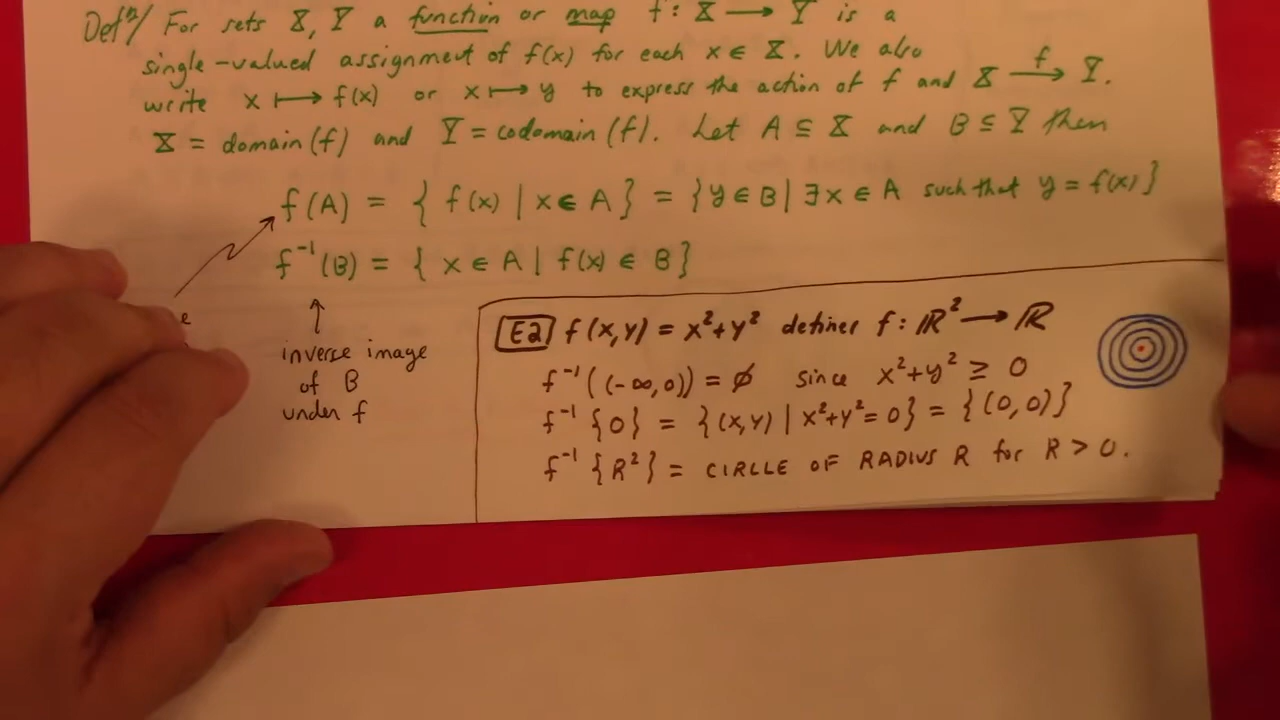 Defⁿ/ For sets X, Y a function or map f: X ⟶ Y is a
single-valued assignment of f(x) for each x ∈ X. We also
write x ⟼ f(x) or x ⟼ y to express the action of f and X —f→ Y.
X = domain(f) and Y = codomain(f). Let A ⊆ X and B ⊆ Y then
f(A) = { f(x) | x ∈ A } = { y ∈ B | ∃ x ∈ A such that y = f(x) }
f⁻¹(B) = { x ∈ A | f(x) ∈ B }
inverse image
of B
under f
E2 f(x,y) = x²+y² defines f: ℝ² ⟶ ℝ
f⁻¹((-∞,0)) = ∅ since x²+y² ≥ 0
f⁻¹{0} = {(x,y) | x²+y²=0} = {(0,0)}
f⁻¹{R²} = CIRCLE OF RADIUS R for R > 0.